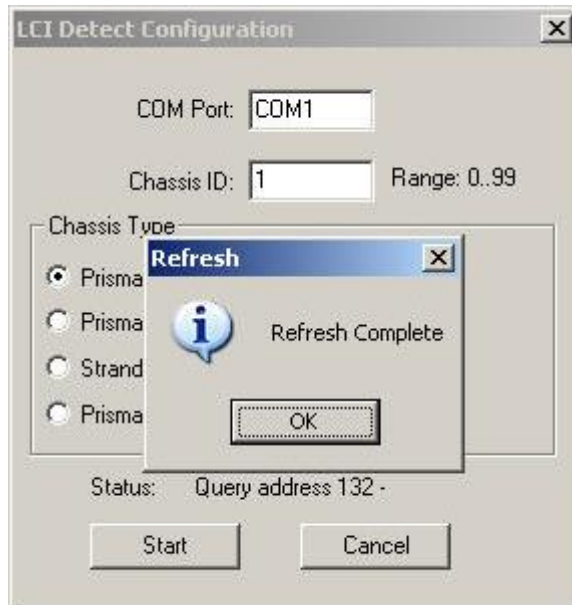 LCI Detect Configuration
COM Port: COM1
Chassis ID: 1 Range: 0..99
Chassis Type
Refresh
Prisma
Refresh Complete
Prisma
Strand
Prisma
OK
Status: Query address 132 -
Start Cancel